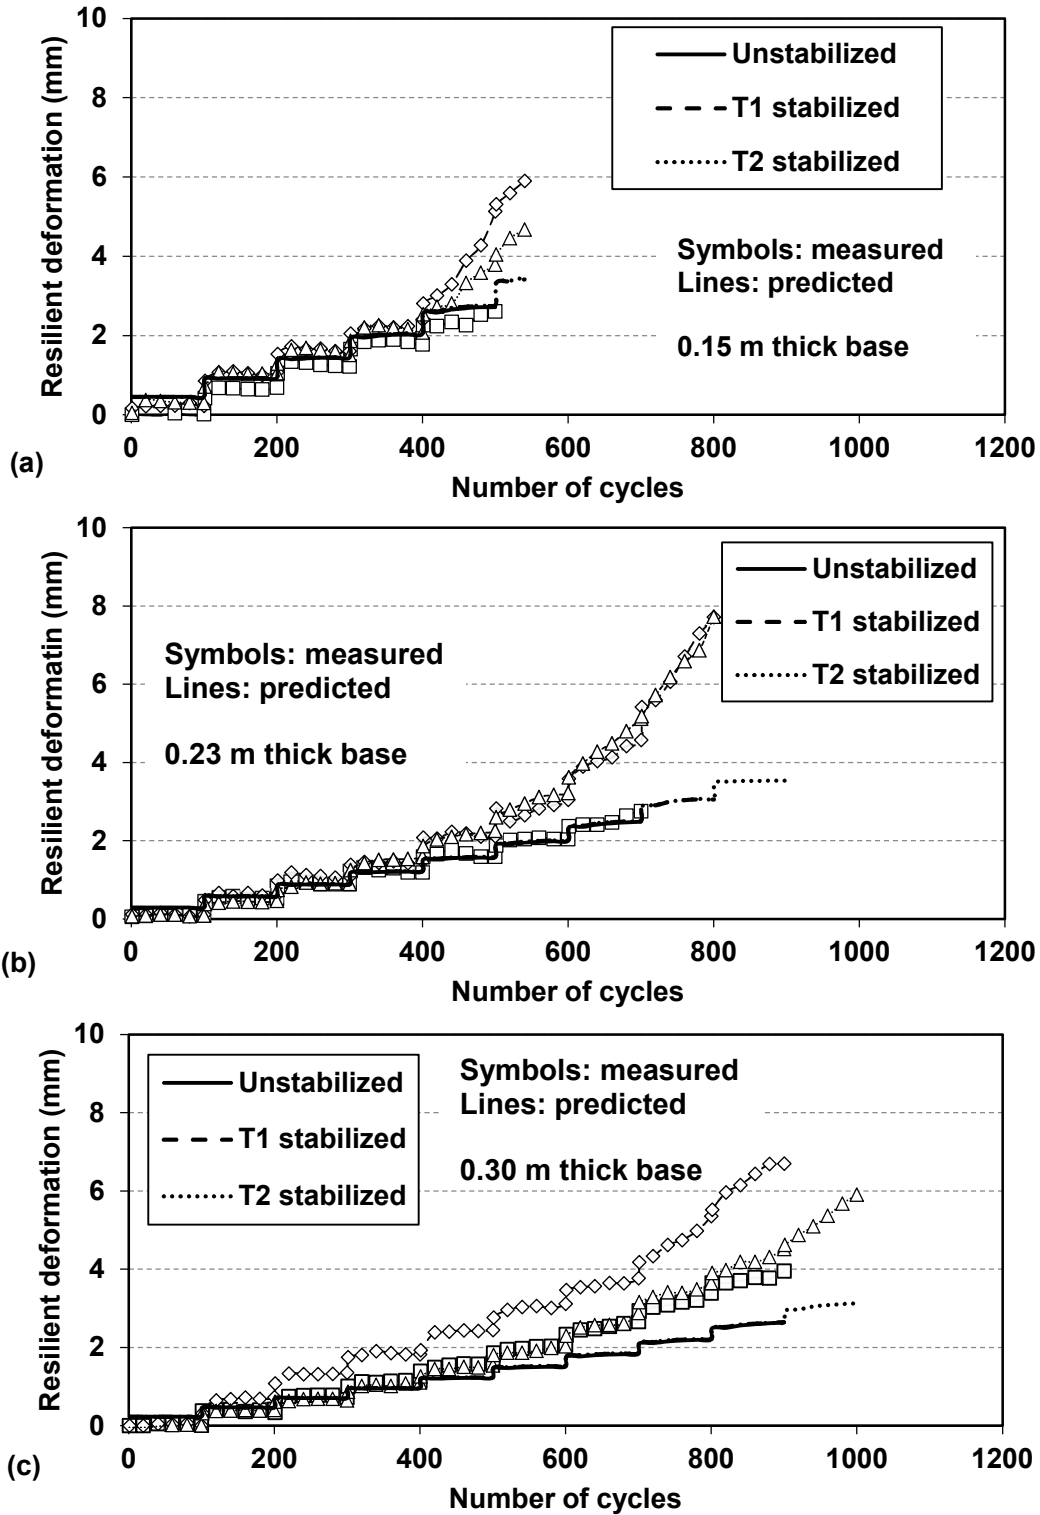 10
8
6
4
2
0
Resilient deformation (mm)
Unstabilized
T1 stabilized
T2 stabilized
Symbols: measured
Lines: predicted
0.15 m thick base
0 200 400 600 800 1000 1200
(a)
Number of cycles
10
8
6
4
2
0
Resilient deformatin (mm)
Unstabilized
T1 stabilized
T2 stabilized
Symbols: measured
Lines: predicted
0.23 m thick base
0 200 400 600 800 1000 1200
(b)
Number of cycles
10
8
6
4
2
0
Resilient deformation (mm)
Unstabilized
T1 stabilized
T2 stabilized
Symbols: measured
Lines: predicted
0.30 m thick base
0 200 400 600 800 1000 1200
(c)
Number of cycles